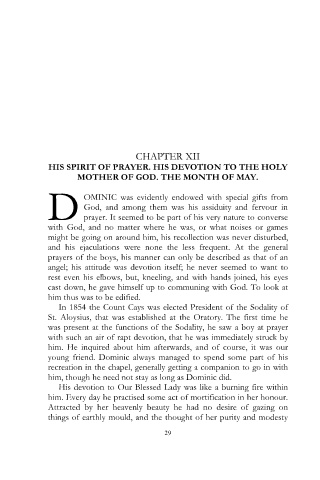 CHAPTER XII
HIS SPIRIT OF PRAYER. HIS DEVOTION TO THE HOLY
MOTHER OF GOD. THE MONTH OF MAY.
DOMINIC was evidently endowed with special gifts from
God, and among them was his assiduity and fervour in
prayer. It seemed to be part of his very nature to converse
with God, and no matter where he was, or what noises or games
might be going on around him, his recollection was never disturbed,
and his ejaculations were none the less frequent. At the general
prayers of the boys, his manner can only be described as that of an
angel; his attitude was devotion itself; he never seemed to want to
rest even his elbows, but, kneeling, and with hands joined, his eyes
cast down, he gave himself up to communing with God. To look at
him thus was to be edified.
In 1854 the Count Cays was elected President of the Sodality of
St. Aloysius, that was established at the Oratory. The first time he
was present at the functions of the Sodality, he saw a boy at prayer
with such an air of rapt devotion, that he was immediately struck by
him. He inquired about him afterwards, and of course, it was our
young friend. Dominic always managed to spend some part of his
recreation in the chapel, generally getting a companion to go in with
him, though he need not stay as long as Dominic did.
His devotion to Our Blessed Lady was like a burning fire within
him. Every day he practised some act of mortification in her honour.
Attracted by her heavenly beauty he had no desire of gazing on
things of earthly mould, and the thought of her purity and modesty
29